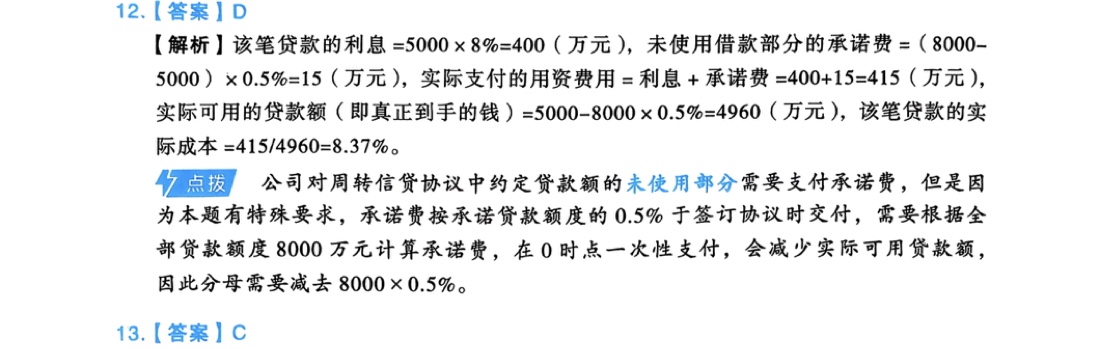 12.【答案】D
【解析】该笔贷款的利息=5000×8%=400（万元），未使用借款部分的承诺费=（8000-
5000）×0.5%=15（万元），实际支付的用资费用=利息+承诺费=400+15=415（万元），
实际可用的贷款额（即真正到手的钱）=5000-8000×0.5%=4960（万元），该笔贷款的实
际成本=415/4960=8.37%。
点拨 公司对周转信贷协议中约定贷款额的未使用部分需要支付承诺费，但是因
为本题有特殊要求，承诺费按承诺贷款额度的0.5%于签订协议时交付，需要根据全
部贷款额度8000万元计算承诺费，在0时点一次性支付，会减少实际可用贷款额，
因此分母需要减去8000×0.5%。
13.【答案】C